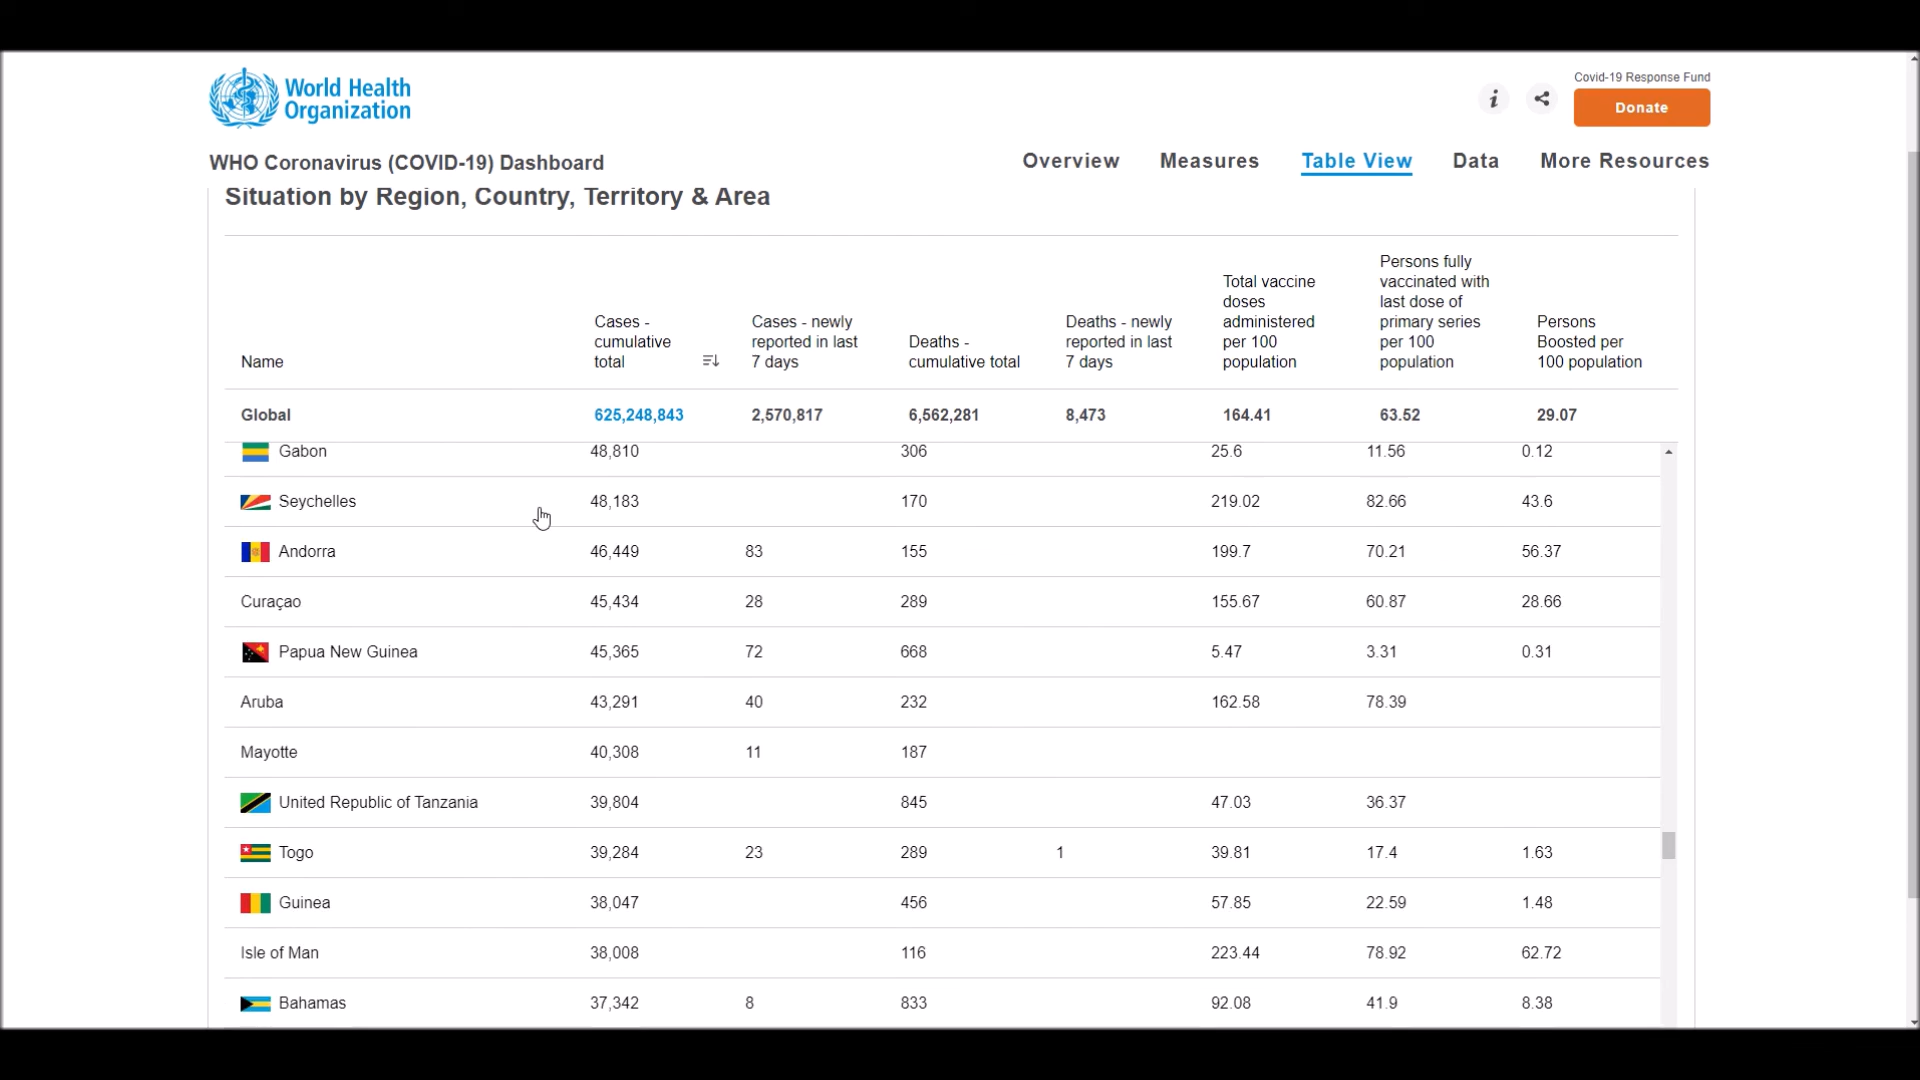 World Health
Organization
Covid-19 Response Fund
Donate
WHO Coronavirus (COVID-19) Dashboard
Overview Measures Table View Data More Resources
Situation by Region, Country, Territory & Area
Name
Cases -
cumulative
total
Cases - newly
reported in last
7 days
Deaths -
cumulative total
Deaths - newly
reported in last
7 days
Total vaccine
doses
administered
per 100
population
Persons fully
vaccinated with
last dose of
primary series
per 100
population
Persons
Boosted per
100 population
Global 625,248,843 2,570,817 6,562,281 8,473 164.41 63.52 29.07
Gabon 48,810 306 25.6 11.56 0.12
Seychelles 48,183 170 219.02 82.66 43.6
Andorra 46,449 83 155 199.7 70.21 56.37
Curaçao 45,434 28 289 155.67 60.87 28.66
Papua New Guinea 45,365 72 668 5.47 3.31 0.31
Aruba 43,291 40 232 162.58 78.39
Mayotte 40,308 11 187
United Republic of Tanzania 39,804 845 47.03 36.37
Togo 39,284 23 289 1 39.81 17.4 1.63
Guinea 38,047 456 57.85 22.59 1.48
Isle of Man 38,008 116 223.44 78.92 62.72
Bahamas 37,342 8 833 92.08 41.9 8.38